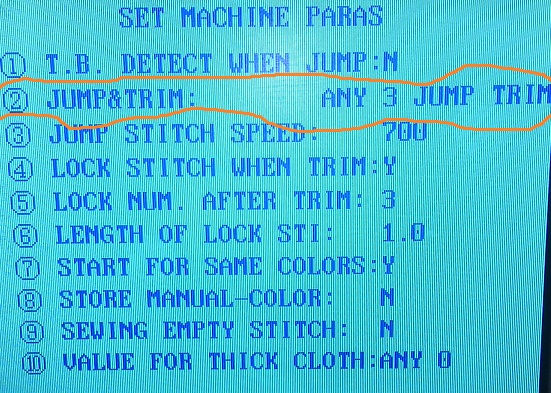 SET MACHINE PARAS
① T.B. DETECT WHEN JUMP:N
② JUMP&TRIM: ANY 3 JUMP TRIM
③ JUMP STITCH SPEED: 700
④ LOCK STITCH WHEN TRIM:Y
⑤ LOCK NUM. AFTER TRIM: 3
⑥ LENGTH OF LOCK STI: 1.0
⑦ START FOR SAME COLORS:Y
⑧ STORE MANUAL-COLOR: N
⑨ SEWING EMPTY STITCH: N
⑩ VALUE FOR THICK CLOTH:ANY 0